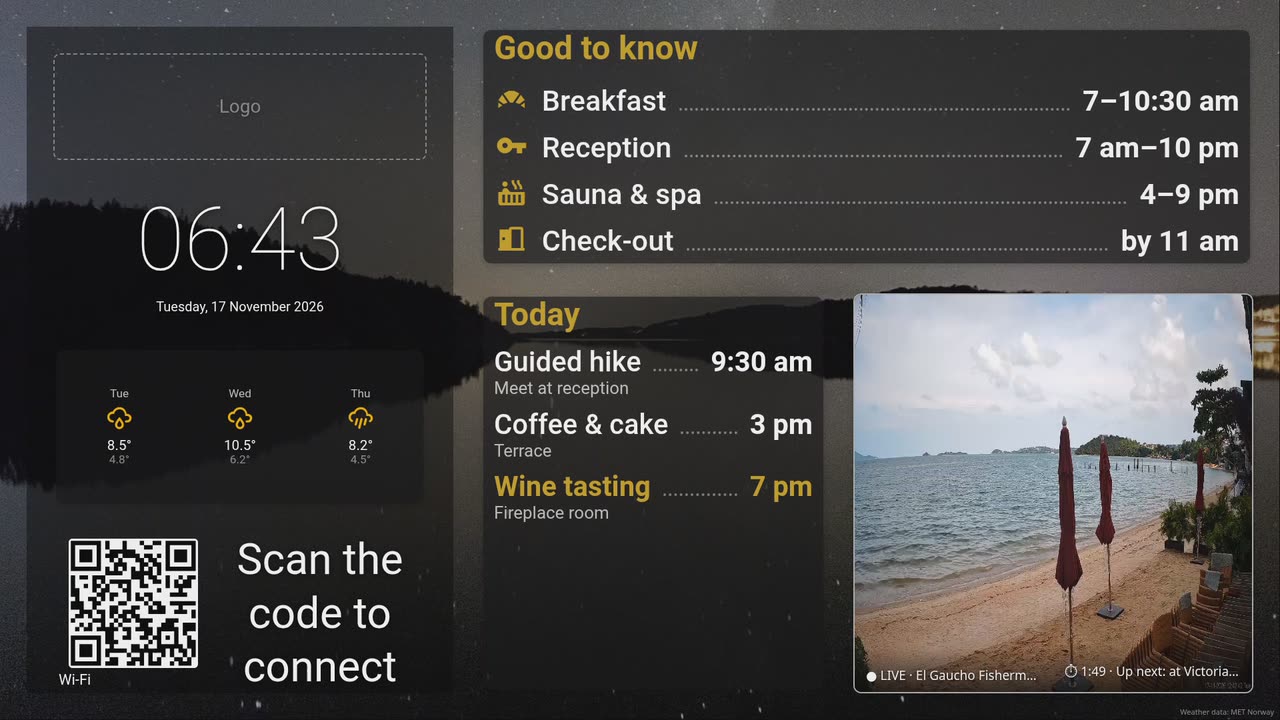 Logo
06:43
Tuesday, 17 November 2026
Tue Wed Thu
8.5° 10.5° 8.2°
4.8° 6.2° 4.5°
Scan the
code to
connect
Wi-Fi
Good to know
Breakfast 7–10:30 am
Reception 7 am–10 pm
Sauna & spa 4–9 pm
Check-out by 11 am
Today
Guided hike 9:30 am
Meet at reception
Coffee & cake 3 pm
Terrace
Wine tasting 7 pm
Fireplace room
LIVE · El Gaucho Fisherm...
1:49 · Up next: at Victoria...
Weather data: MET Norway